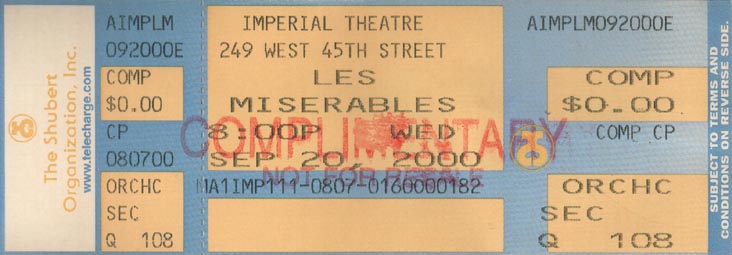 The Shubert
Organization, Inc.
www.telecharge.com
AIMPLM
092000E
COMP
$0.00
CP
080700
ORCHC
SEC
Q 108
IMPERIAL THEATRE
249 WEST 45TH STREET
LES
MISERABLES
8:00P WED
SEP 20, 2000
COMPLIMENTARY
NOT FOR RESALE
MA1IMP111-0807-0160000182
AIMPLM092000E
COMP
$0.00
COMP CP
ORCHC
SEC
Q 108
SUBJECT TO TERMS AND
CONDITIONS ON REVERSE SIDE.